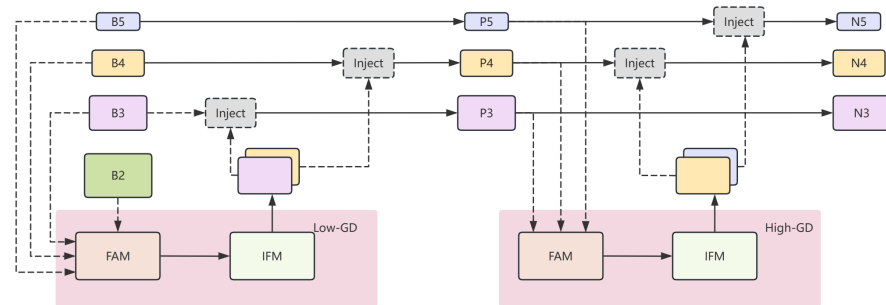 B5 P5 Inject N5
B4 Inject P4 Inject N4
B3 Inject P3 N3
B2
Low-GD High-GD
FAM IFM FAM IFM